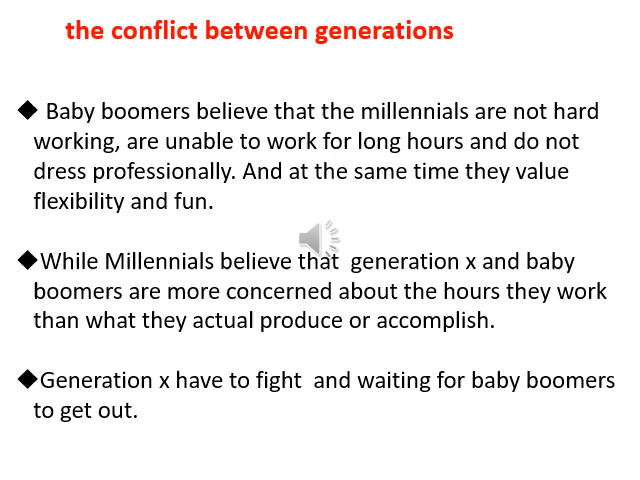 the conflict between generations
◆ Baby boomers believe that the millennials are not hard
working, are unable to work for long hours and do not
dress professionally. And at the same time they value
flexibility and fun.
◆While Millennials believe that  generation x and baby
boomers are more concerned about the hours they work
than what they actual produce or accomplish.
◆Generation x have to fight  and waiting for baby boomers
to get out.